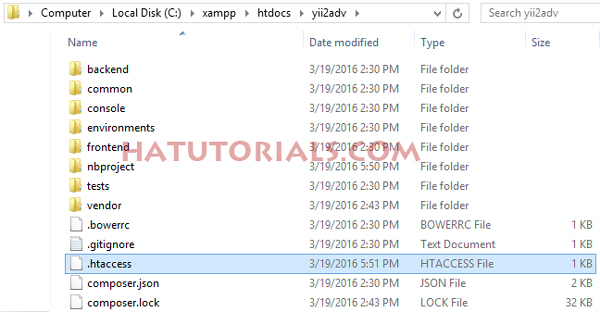 Computer Local Disk (C:) xampp htdocs yii2adv Search yii2adv
Name Date modified Type Size
backend 3/19/2016 2:30 PM File folder
common 3/19/2016 2:30 PM File folder
console 3/19/2016 2:30 PM File folder
environments 3/19/2016 2:30 PM File folder
frontend 3/19/2016 2:30 PM File folder
HATUTORIALS.COM
nbproject 3/19/2016 5:50 PM File folder
tests 3/19/2016 2:30 PM File folder
vendor 3/19/2016 2:43 PM File folder
.bowerrc 3/19/2016 2:30 PM BOWERRC File 1 KB
.gitignore 3/19/2016 2:30 PM Text Document 1 KB
.htaccess 3/19/2016 5:51 PM HTACCESS File 1 KB
composer.json 3/19/2016 2:30 PM JSON File 2 KB
composer.lock 3/19/2016 2:43 PM LOCK File 32 KB